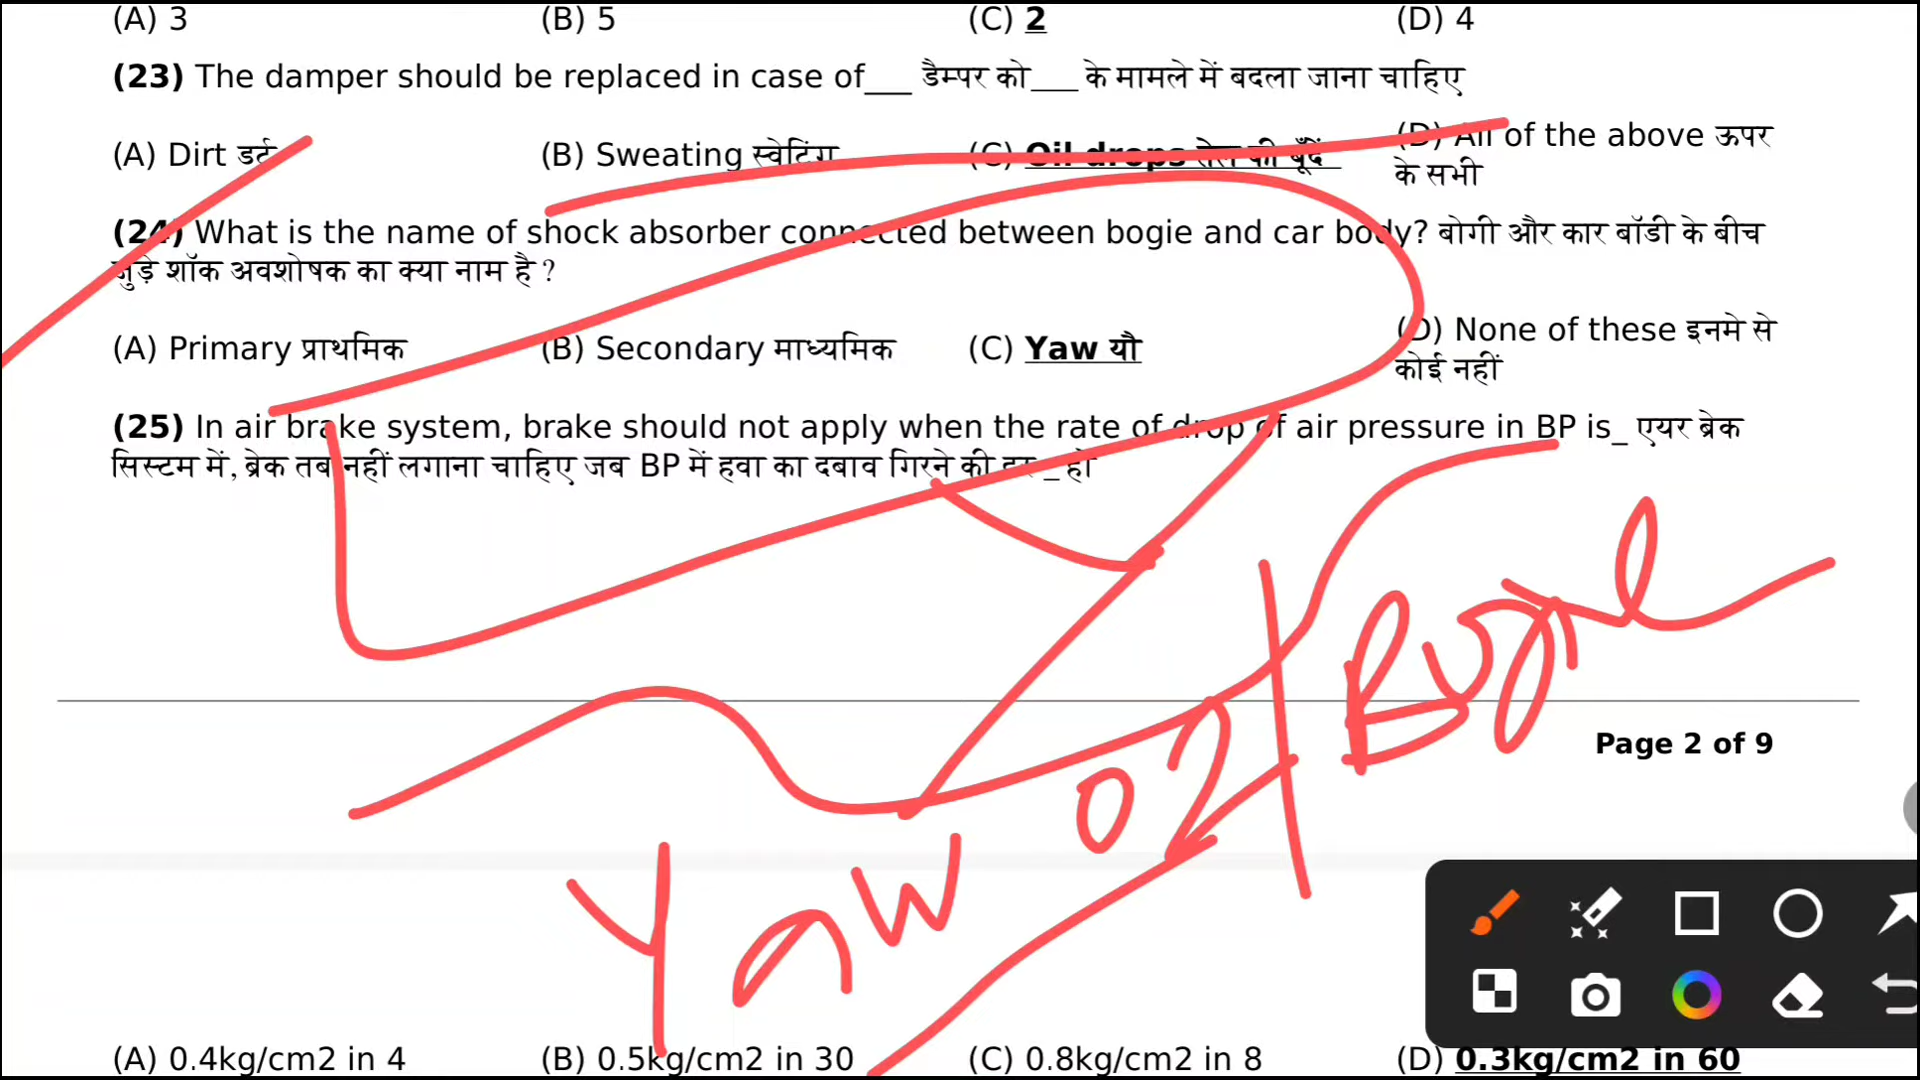 (A) 3 (B) 5 (C) 2 (D) 4
(23) The damper should be replaced in case of___ डैम्पर को___ के मामले में बदला जाना चाहिए
(A) Dirt डर्ट (B) Sweating स्वेटिंग (C) Oil drops तेल की बूँदें (D) All of the above ऊपर
के सभी
(24) What is the name of shock absorber connected between bogie and car body? बोगी और कार बॉडी के बीच
जुड़े शॉक अवशोषक का क्या नाम है ?
(A) Primary प्राथमिक (B) Secondary माध्यमिक (C) Yaw यौ (D) None of these इनमे से
कोई नहीं
(25) In air brake system, brake should not apply when the rate of drop of air pressure in BP is_ एयर ब्रेक
सिस्टम में, ब्रेक तब नहीं लगाना चाहिए जब BP में हवा का दबाव गिरने की दर _ हो
Page 2 of 9
Yaw 02/Bogie
(A) 0.4kg/cm2 in 4 (B) 0.5kg/cm2 in 30 (C) 0.8kg/cm2 in 8 (D) 0.3kg/cm2 in 60